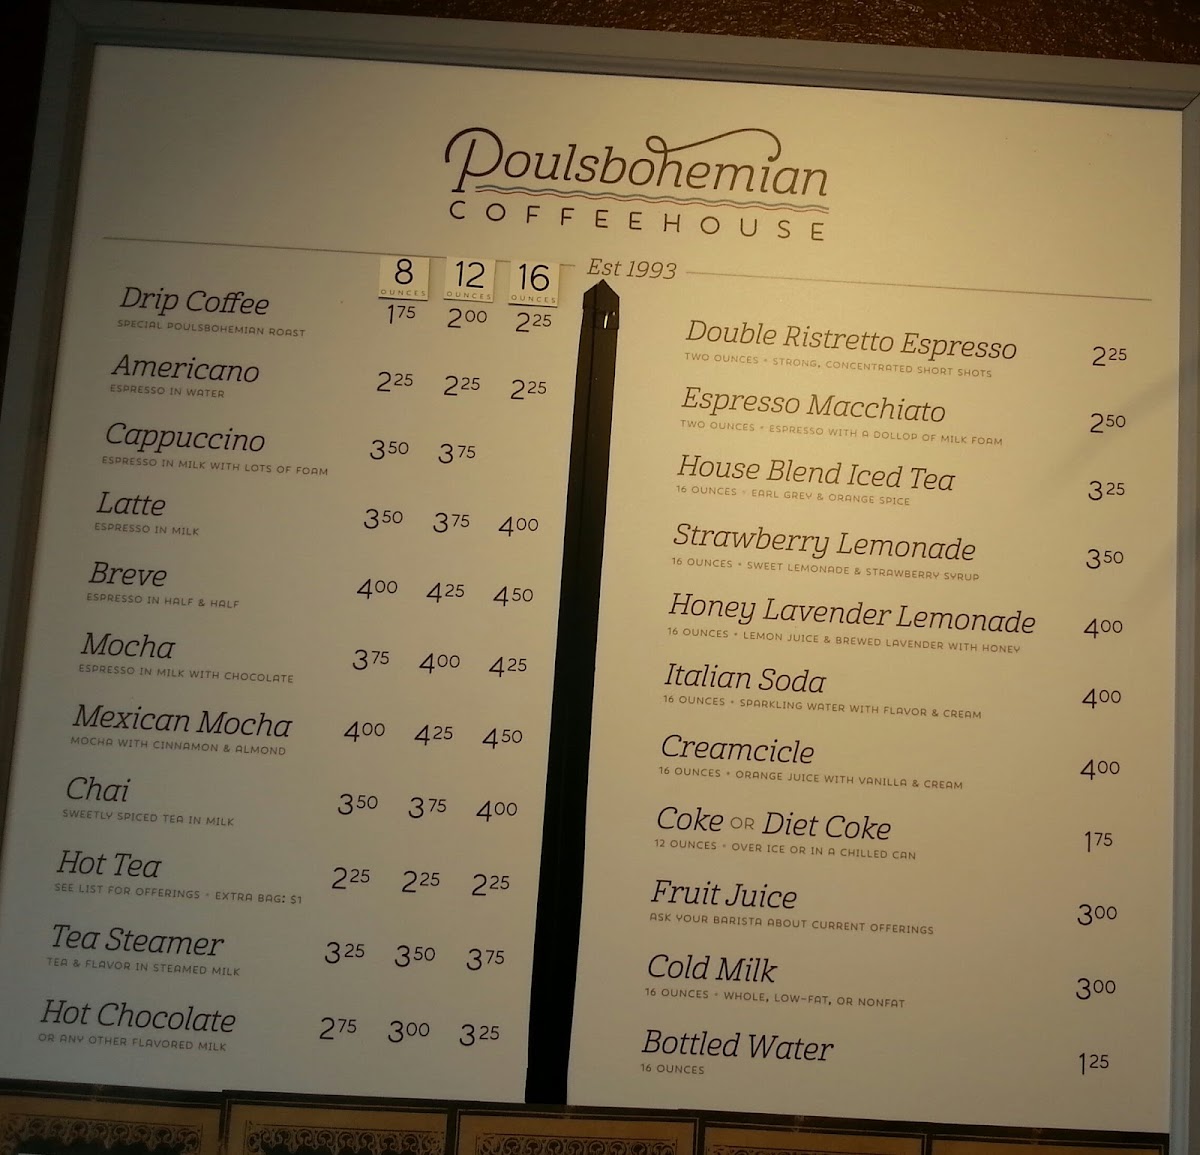 Poulsbohemian
COFFEEHOUSE
Est 1993
8 12 16
OUNCES OUNCES OUNCES
Drip Coffee 1 75 2 00 2 25
SPECIAL POULSBOHEMIAN ROAST
Americano 2 25 2 25 2 25
ESPRESSO IN WATER
Cappuccino 3 50 3 75
ESPRESSO IN MILK WITH LOTS OF FOAM
Latte 3 50 3 75 4 00
ESPRESSO IN MILK
Breve 4 00 4 25 4 50
ESPRESSO IN HALF & HALF
Mocha 3 75 4 00 4 25
ESPRESSO IN MILK WITH CHOCOLATE
Mexican Mocha 4 00 4 25 4 50
MOCHA WITH CINNAMON & ALMOND
Chai 3 50 3 75 4 00
SWEETLY SPICED TEA IN MILK
Hot Tea 2 25 2 25 2 25
SEE LIST FOR OFFERINGS • EXTRA BAG: $1
Tea Steamer 3 25 3 50 3 75
TEA & FLAVOR IN STEAMED MILK
Hot Chocolate 2 75 3 00 3 25
OR ANY OTHER FLAVORED MILK
Double Ristretto Espresso 2 25
TWO OUNCES • STRONG, CONCENTRATED SHORT SHOTS
Espresso Macchiato 2 50
TWO OUNCES • ESPRESSO WITH A DOLLOP OF MILK FOAM
House Blend Iced Tea 3 25
16 OUNCES • EARL GREY & ORANGE SPICE
Strawberry Lemonade 3 50
16 OUNCES • SWEET LEMONADE & STRAWBERRY SYRUP
Honey Lavender Lemonade 4 00
16 OUNCES • LEMON JUICE & BREWED LAVENDER WITH HONEY
Italian Soda 4 00
16 OUNCES • SPARKLING WATER WITH FLAVOR & CREAM
Creamcicle 4 00
16 OUNCES • ORANGE JUICE WITH VANILLA & CREAM
Coke OR Diet Coke 1 75
12 OUNCES • OVER ICE OR IN A CHILLED CAN
Fruit Juice 3 00
ASK YOUR BARISTA ABOUT CURRENT OFFERINGS
Cold Milk 3 00
16 OUNCES • WHOLE, LOW-FAT, OR NONFAT
Bottled Water 1 25
16 OUNCES